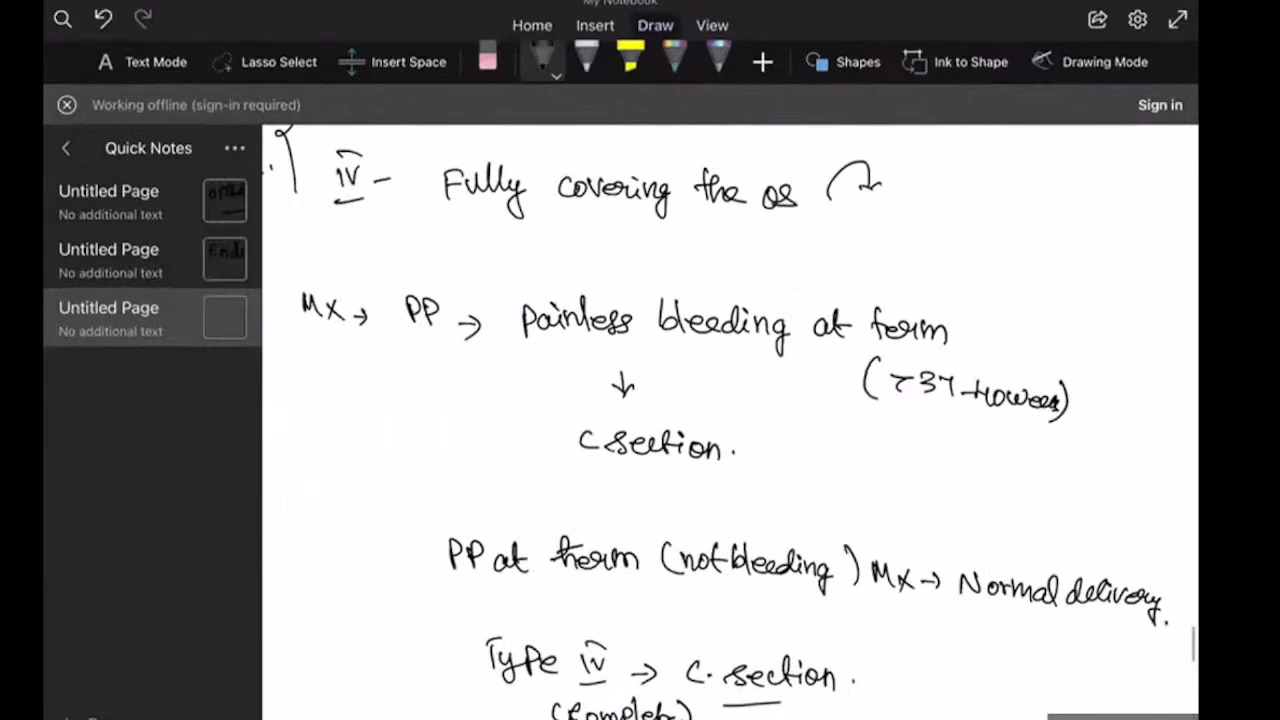 My Notebook
Home Insert Draw View
A Text Mode Lasso Select Insert Space Shapes Ink to Shape Drawing Mode
Working offline (sign-in required) Sign in
Quick Notes
Untitled Page
No additional text
Untitled Page
No additional text
Untitled Page
No additional text
IV - Fully covering the os
MX → PP → Painless bleeding at term
C section.
PP at therm (not bleeding) MX → Normal delivery.
Type IV → C. section.